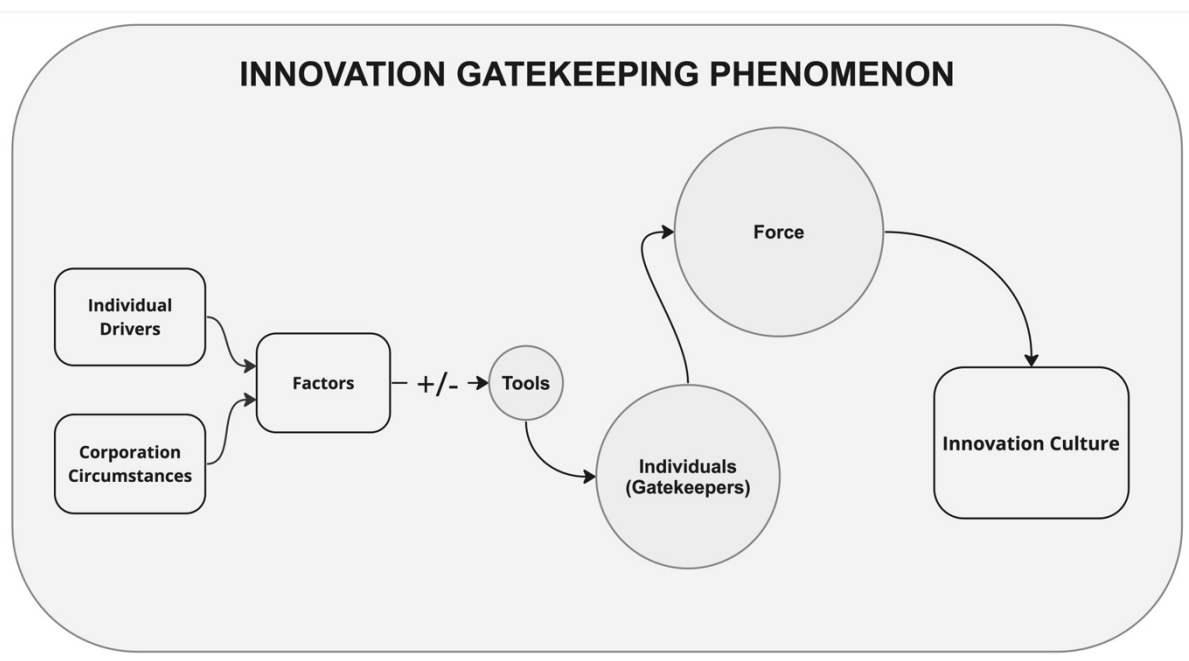 INNOVATION GATEKEEPING PHENOMENON
Individual
Drivers
Corporation
Circumstances
Factors
+/-
Tools
Individuals
(Gatekeepers)
Force
Innovation Culture